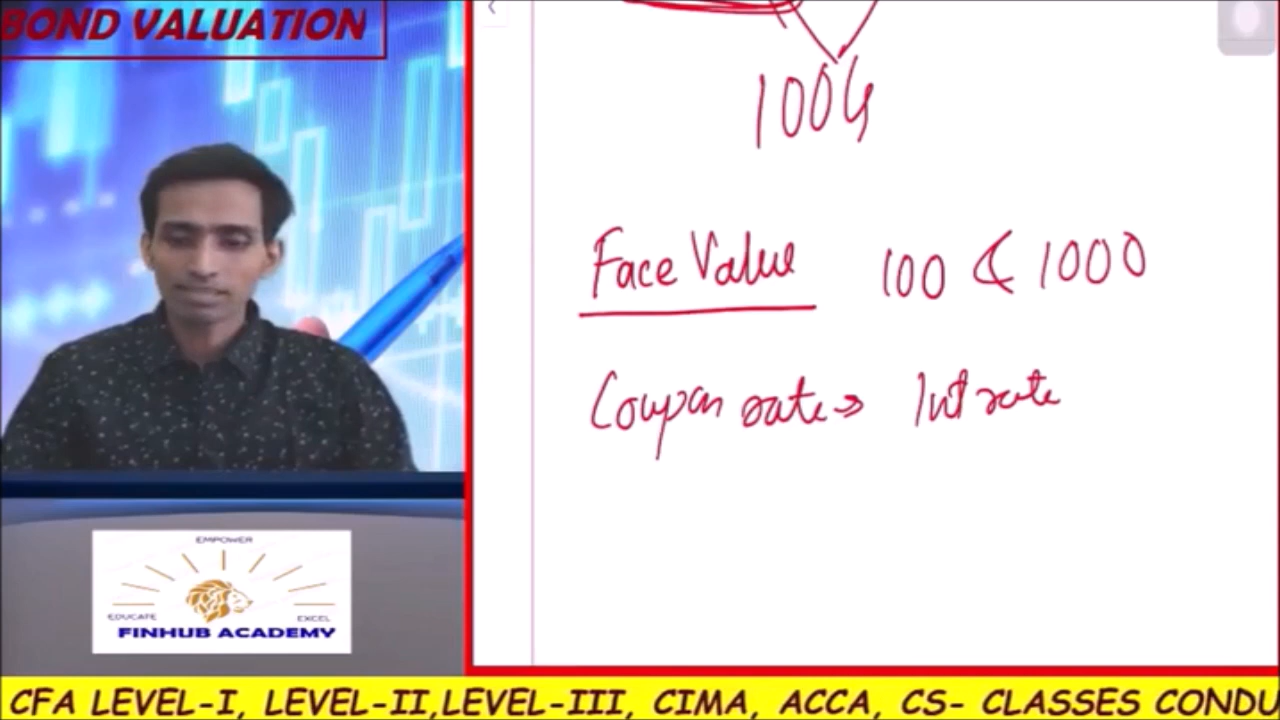 BOND VALUATION
Face Value 100 & 1000
Coupon rate → Int rate
EMPOWER
EDUCATE EXCEL
FINHUB ACADEMY
CFA LEVEL-I, LEVEL-II,LEVEL-III, CIMA, ACCA, CS- CLASSES CONDU